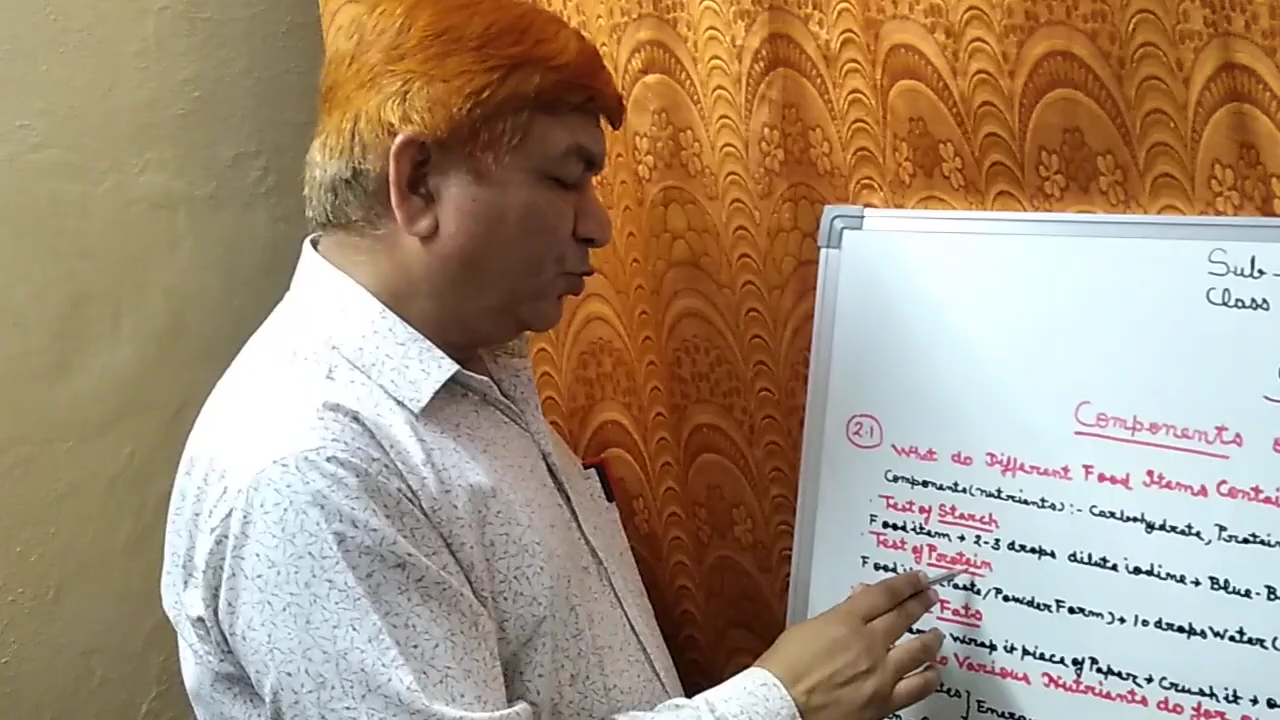 Sub-
Class
Components
2.1 What do Different Food Items
Components (nutrients) :- Carbohydrate, Protein
Test of Starch
Food item + 2-3 drops dilute iodine → Blue-B
Test of Protein
Paste/Powder Form) + 10 drops Water (
Fats
wrap it piece of Paper → Crush it →
Various Nutrients do for